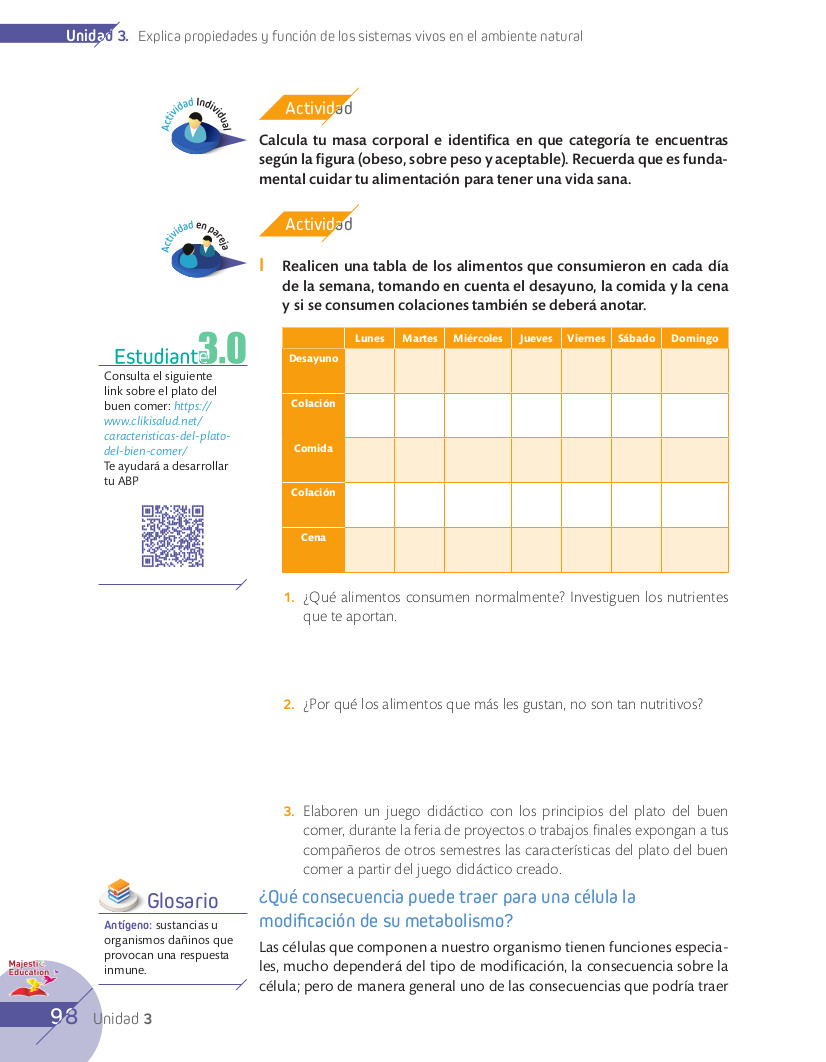 Unidad 3. Explica propiedades y función de los sistemas vivos en el ambiente natural
Actividad Individual
Actividad
Calcula tu masa corporal e identifica en que categoría te encuentras
según la figura (obeso, sobre peso y aceptable). Recuerda que es funda-
mental cuidar tu alimentación para tener una vida sana.
Actividad en pareja
Actividad
I Realicen una tabla de los alimentos que consumieron en cada día
de la semana, tomando en cuenta el desayuno, la comida y la cena
y si se consumen colaciones también se deberá anotar.
Lunes Martes Miércoles Jueves Viernes Sábado Domingo
Desayuno
Colación
Comida
Colación
Cena
Estudiante 3.0
Consulta el siguiente
link sobre el plato del
buen comer: https://
www.clikisalud.net/
caracteristicas-del-plato-
del-bien-comer/
Te ayudará a desarrollar
tu ABP
1. ¿Qué alimentos consumen normalmente? Investiguen los nutrientes
que te aportan.
2. ¿Por qué los alimentos que más les gustan, no son tan nutritivos?
3. Elaboren un juego didáctico con los principios del plato del buen
comer, durante la feria de proyectos o trabajos finales expongan a tus
compañeros de otros semestres las características del plato del buen
comer a partir del juego didáctico creado.
Glosario
Antígeno: sustancias u
organismos dañinos que
provocan una respuesta
inmune.
¿Qué consecuencia puede traer para una célula la
modificación de su metabolismo?
Las células que componen a nuestro organismo tienen funciones especia-
les, mucho dependerá del tipo de modificación, la consecuencia sobre la
célula; pero de manera general uno de las consecuencias que podría traer
Majestic
Education
98 Unidad 3